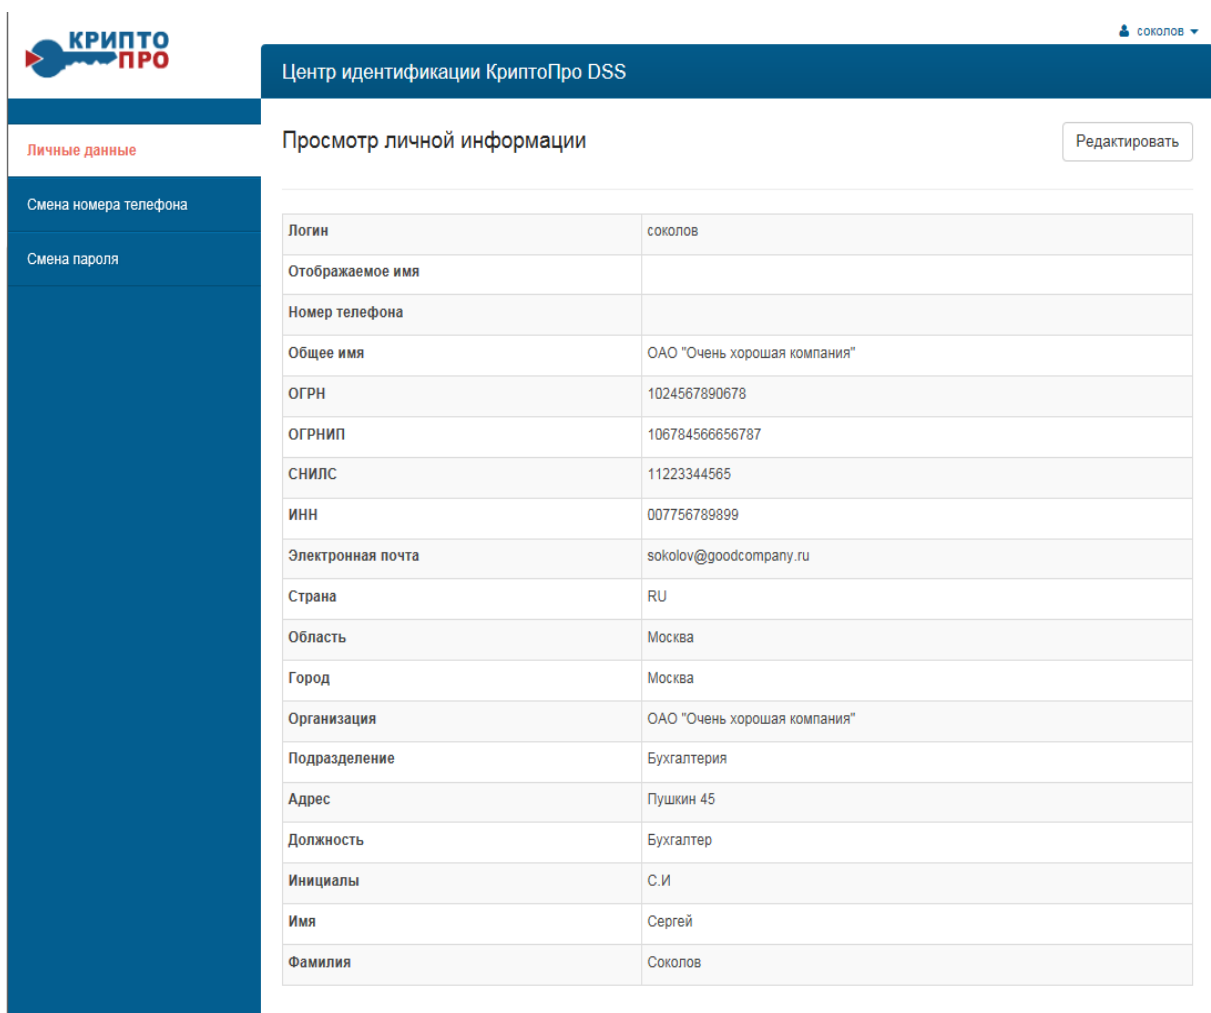 КРИПТО
ПРО
соколов
Центр идентификации КриптоПро DSS
Личные данные
Смена номера телефона
Смена пароля
Просмотр личной информации
Редактировать
Логин соколов
Отображаемое имя
Номер телефона
Общее имя ОАО "Очень хорошая компания"
ОГРН 1024567890678
ОГРНИП 106784566656787
СНИЛС 11223344565
ИНН 007756789899
Электронная почта sokolov@goodcompany.ru
Страна RU
Область Москва
Город Москва
Организация ОАО "Очень хорошая компания"
Подразделение Бухгалтерия
Адрес Пушкин 45
Должность Бухгалтер
Инициалы С.И
Имя Сергей
Фамилия Соколов